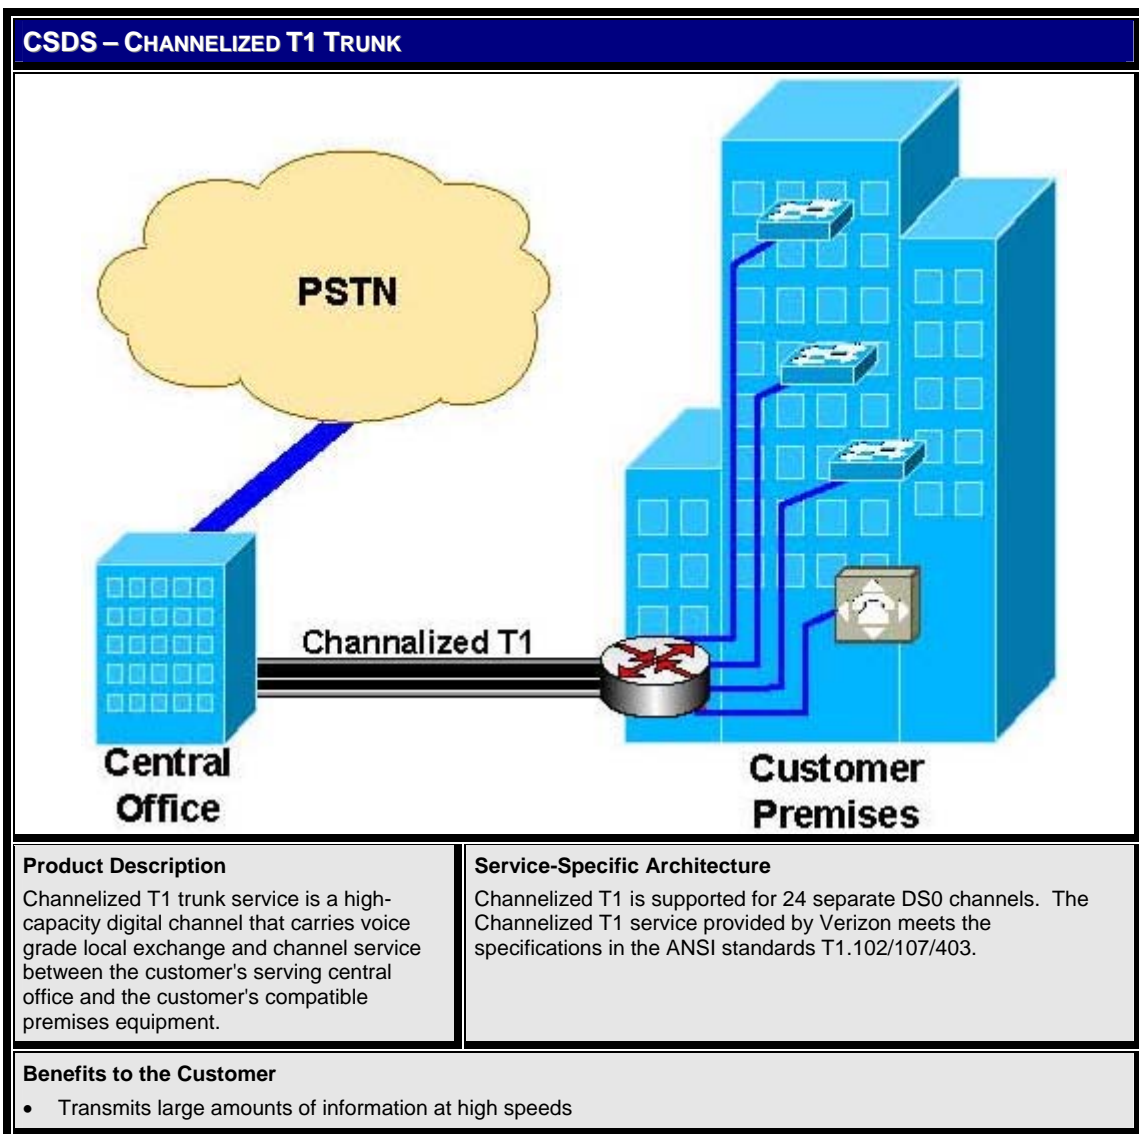 CSDS – CHANNELIZED T1 TRUNK
PSTN
Channalized T1
Central
Office
Customer
Premises
Product Description
Channelized T1 trunk service is a high-
capacity digital channel that carries voice
grade local exchange and channel service
between the customer's serving central
office and the customer's compatible
premises equipment.
Service-Specific Architecture
Channelized T1 is supported for 24 separate DS0 channels.  The
Channelized T1 service provided by Verizon meets the
specifications in the ANSI standards T1.102/107/403.
Benefits to the Customer
• Transmits large amounts of information at high speeds